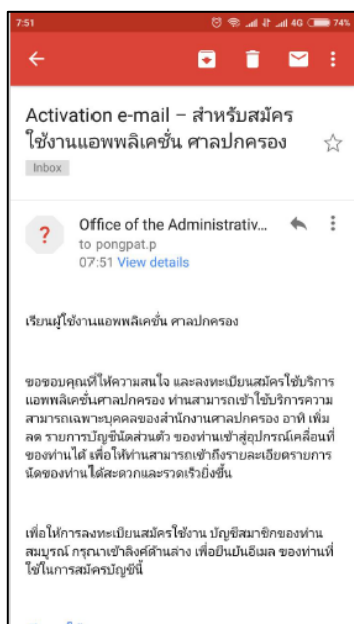 7:51
4G 74%
Activation e-mail – สำหรับสมัคร
ใช้งานแอพพลิเคชั่น ศาลปกครอง
Inbox
?
Office of the Administrativ...
to pongpat.p
07:51 View details
เรียนผู้ใช้งานแอพพลิเคชั่น ศาลปกครอง
ขอขอบคุณที่ให้ความสนใจ และลงทะเบียนสมัครใช้บริการ
แอพพลิเคชั่นศาลปกครอง ท่านสามารถเข้าใช้บริการความ
สามารถเฉพาะบุคคลของสำนักงานศาลปกครอง อาทิ เพิ่ม
ลด รายการบัญชีนัดส่วนตัว ของท่านเข้าสู่อุปกรณ์เคลื่อนที่
ของท่านได้ เพื่อให้ท่านสามารถเข้าถึงรายละเอียดรายการ
นัดของท่านได้สะดวกและรวดเร็วยิ่งขึ้น
เพื่อให้การลงทะเบียนสมัครใช้งาน บัญชีสมาชิกของท่าน
สมบูรณ์ กรุณาเข้าลิงค์ด้านล่าง เพื่อยืนยันอีเมล ของท่านที่
ใช้ในการสมัครบัญชีนี้